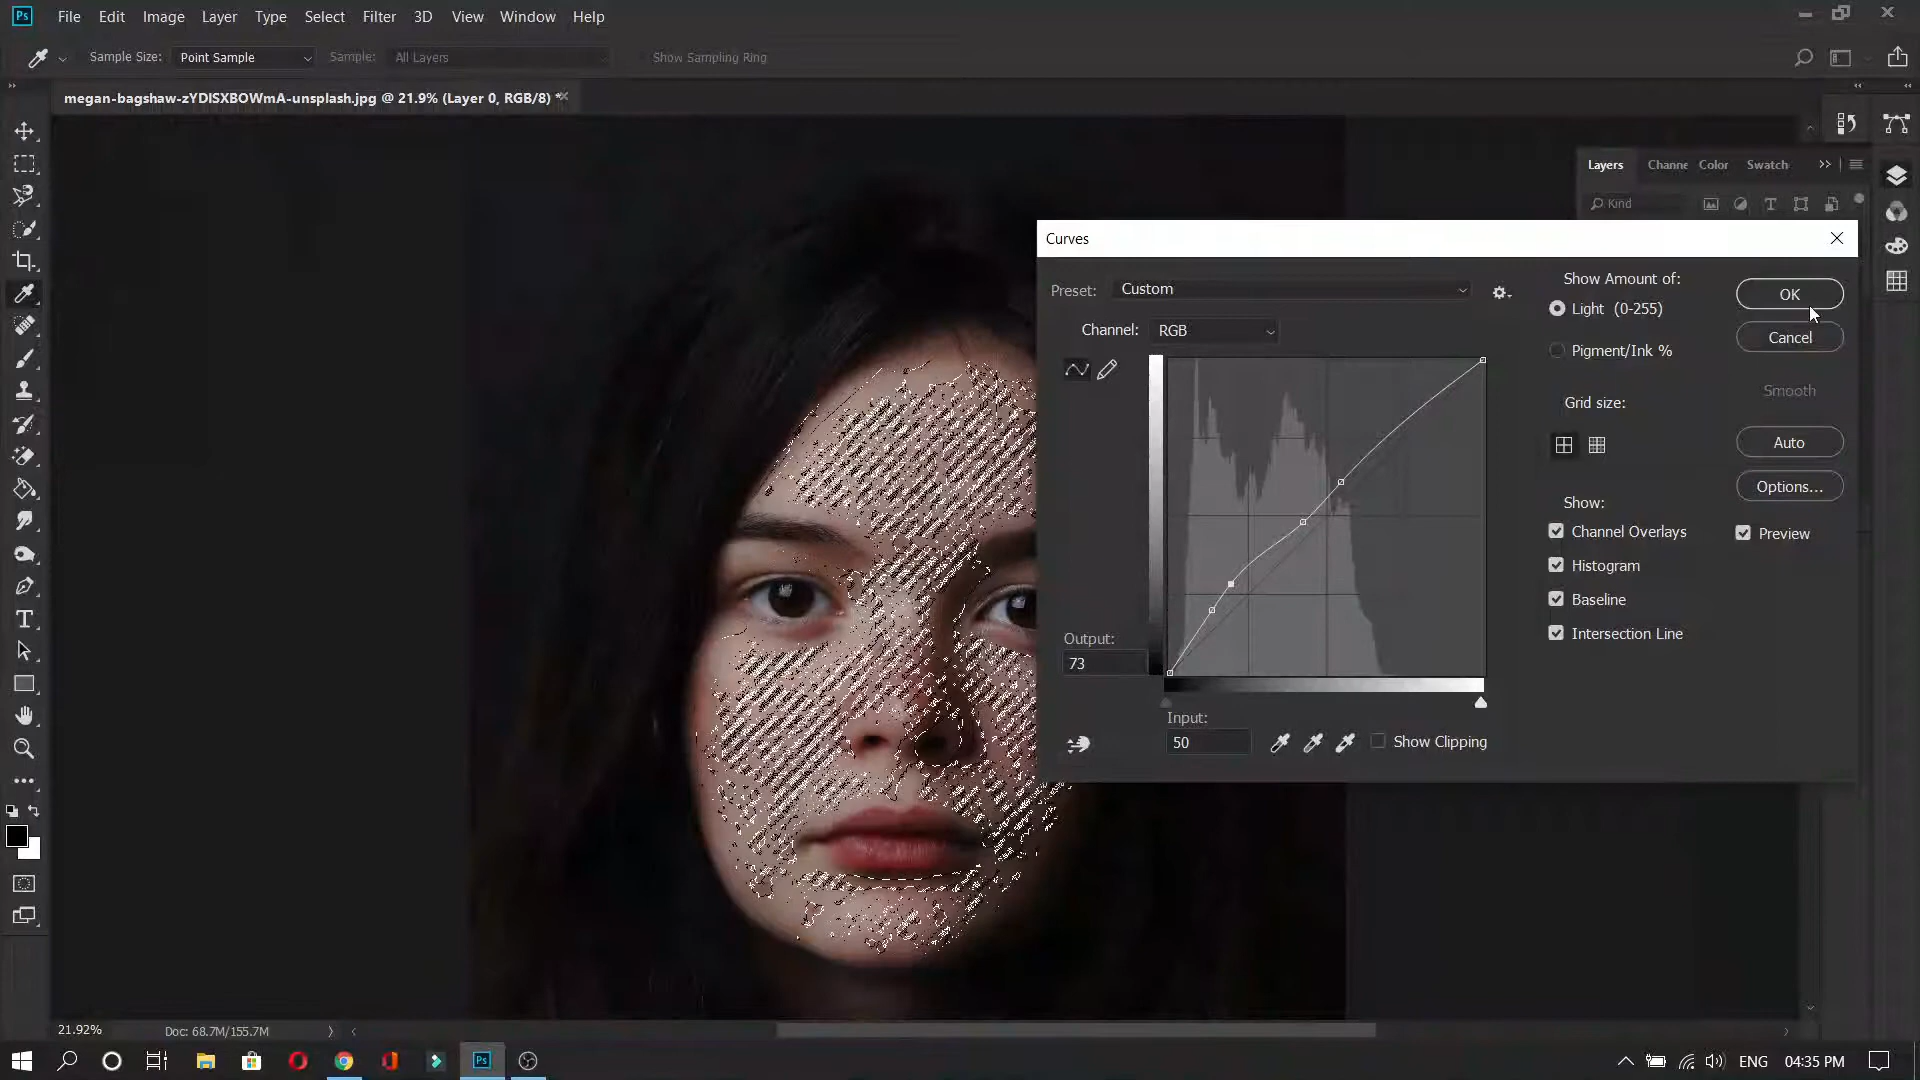 Ps File Edit Image Layer Type Select Filter 3D View Window Help
Sample Size: Point Sample Sample: All Layers Show Sampling Ring
megan-bagshaw-zYDISXBOWmA-unsplash.jpg @ 21.9% (Layer 0, RGB/8) *
Layers Channe Color Swatch
Kind
Curves
Preset: Custom
Channel: RGB
Output:
73
Input:
50
Show Clipping
Show Amount of:
Light (0-255)
Pigment/Ink %
Grid size:
Show:
Channel Overlays
Histogram
Baseline
Intersection Line
OK
Cancel
Smooth
Auto
Options...
Preview
21.92% Doc: 68.7M/155.7M
Ps ENG 04:35 PM